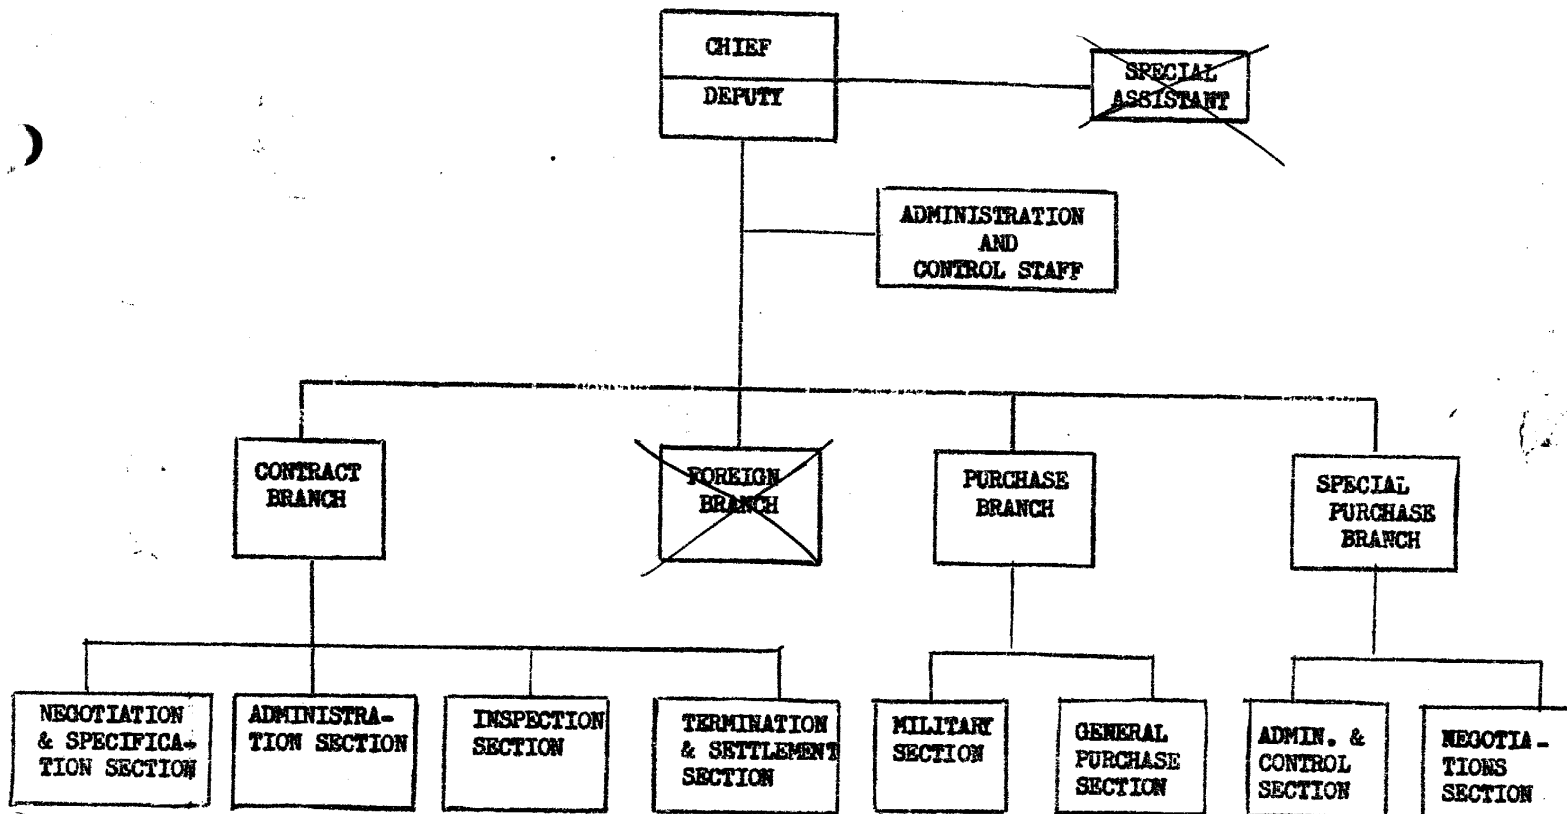 CHIEF
DEPUTY
SPECIAL
ASSISTANT
ADMINISTRATION
AND
CONTROL STAFF
CONTRACT
BRANCH
FOREIGN
BRANCH
PURCHASE
BRANCH
SPECIAL
PURCHASE
BRANCH
NEGOTIATION
& SPECIFICA-
TION SECTION
ADMINISTRA-
TION SECTION
INSPECTION
SECTION
TERMINATION
& SETTLEMENT
SECTION
MILITARY
SECTION
GENERAL
PURCHASE
SECTION
ADMIN. &
CONTROL
SECTION
NEGOTIA-
TIONS
SECTION